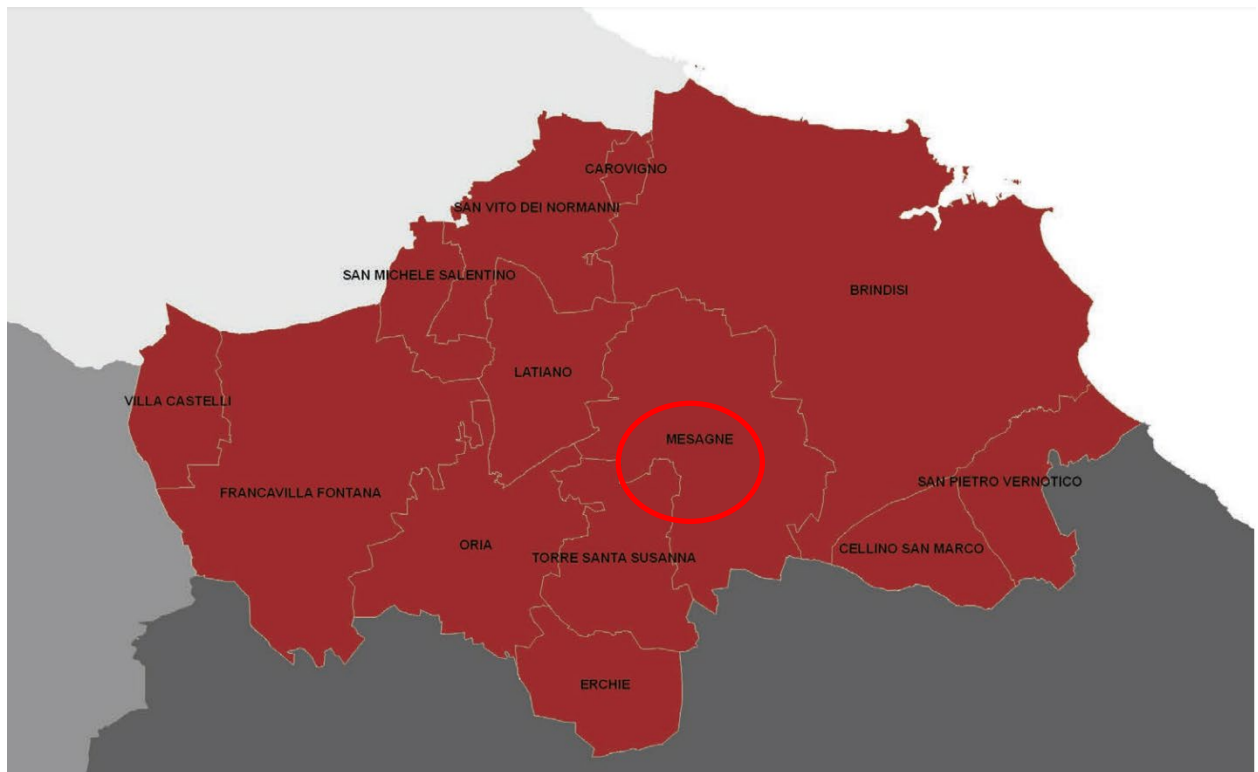 CAROVIGNO
SAN VITO DEI NORMANNI
SAN MICHELE SALENTINO
BRINDISI
LATIANO
VILLA CASTELLI
MESAGNE
SAN PIETRO VERNOTICO
FRANCAVILLA FONTANA
ORIA
CELLINO SAN MARCO
TORRE SANTA SUSANNA
ERCHIE